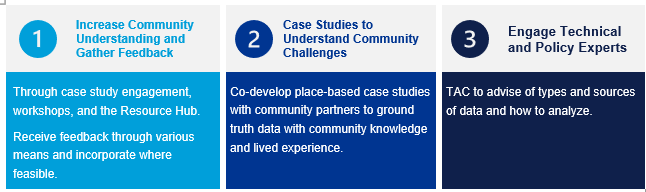 1
Increase Community
Understanding and
Gather Feedback
Through case study engagement,
workshops, and the Resource Hub.
Receive feedback through various
means and incorporate where
feasible.
2
Case Studies to
Understand Community
Challenges
Co-develop place-based case studies
with community partners to ground
truth data with community knowledge
and lived experience.
3
Engage Technical
and Policy Experts
TAC to advise of types and sources
of data and how to analyze.